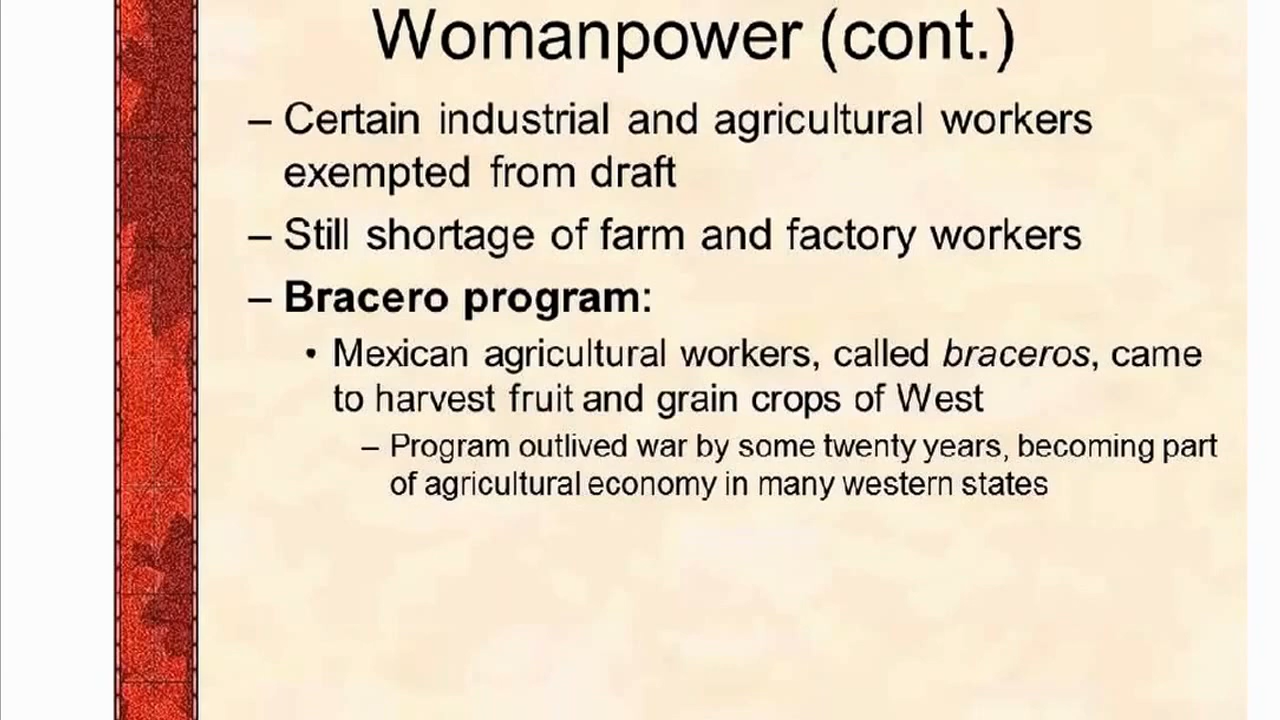 Womanpower (cont.)
– Certain industrial and agricultural workers
exempted from draft
– Still shortage of farm and factory workers
– Bracero program:
• Mexican agricultural workers, called braceros, came
to harvest fruit and grain crops of West
– Program outlived war by some twenty years, becoming part
of agricultural economy in many western states